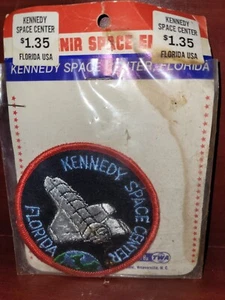 KENNEDY
SPACE CENTER
$1.35
FLORIDA USA
KENNEDY
SPACE CENTER
$1.35
FLORIDA USA
NIR SPACE
KENNEDY SPACE CENTER, FLORIDA
KENNEDY SPACE CENTER
FLORIDA
TWA